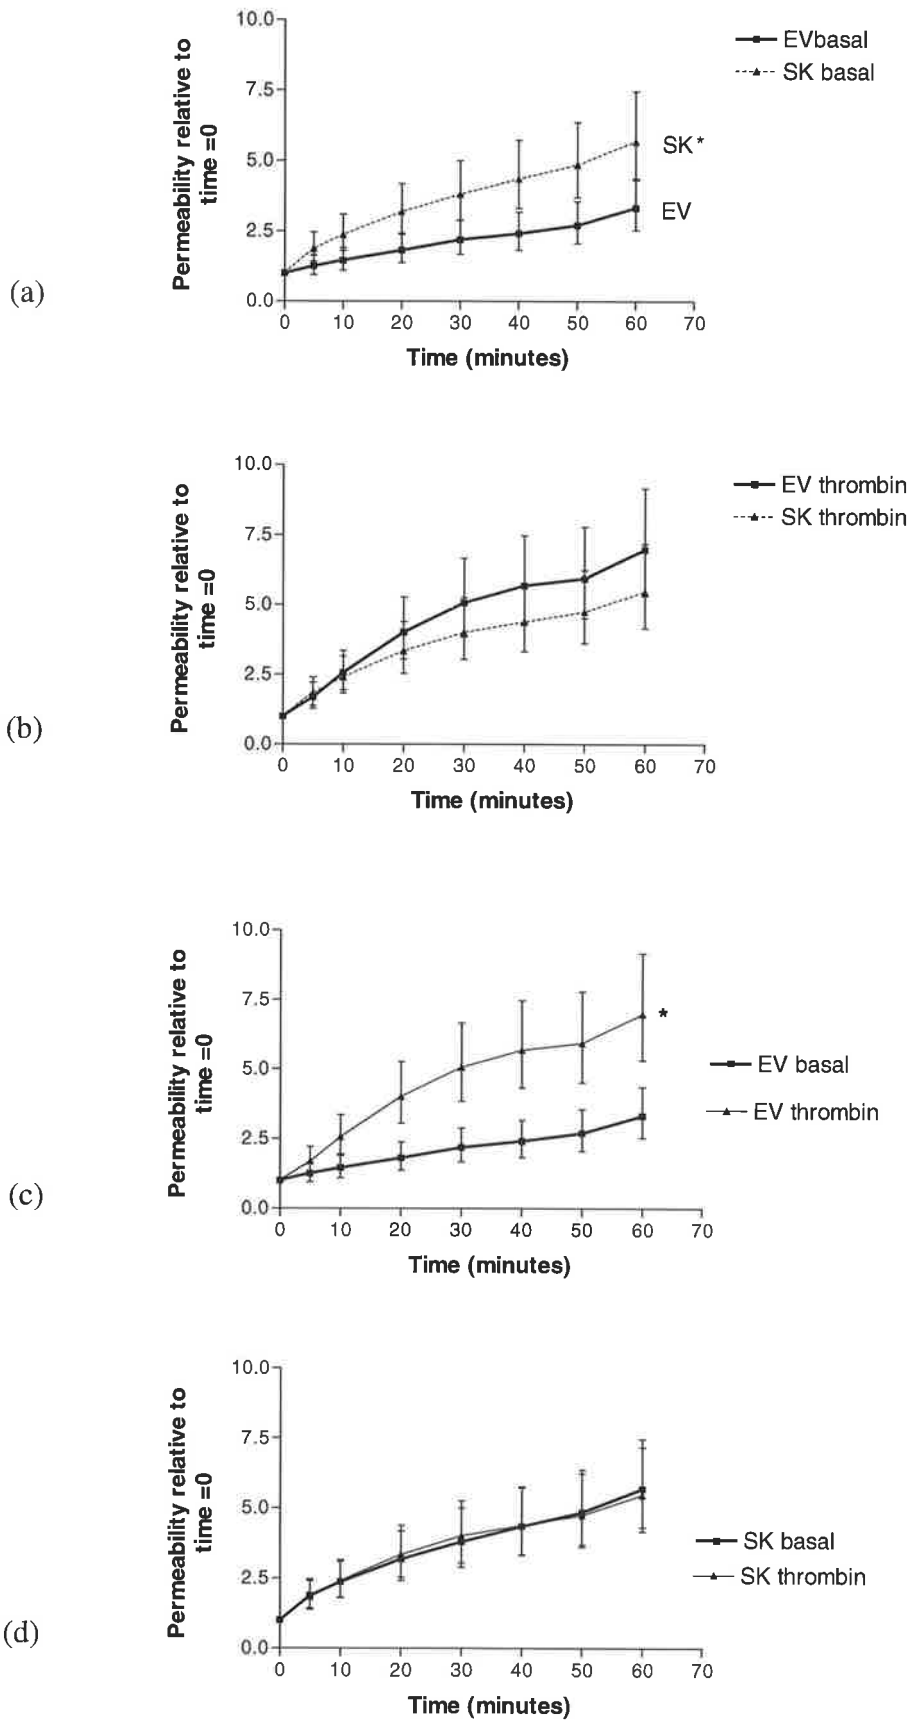 (a)
Permeability relative to
time =0
10.0
7.5
5.0
2.5
0.0
0 10 20 30 40 50 60 70
Time (minutes)
EVbasal
SK basal
SK*
EV
(b)
Permeability relative to
time =0
10.0
7.5
5.0
2.5
0.0
0 10 20 30 40 50 60 70
Time (minutes)
EV thrombin
SK thrombin
(c)
Permeability relative to
time =0
10.0
7.5
5.0
2.5
0.0
0 10 20 30 40 50 60 70
Time (minutes)
*
EV basal
EV thrombin
(d)
Permeability relative to
time =0
10.0
7.5
5.0
2.5
0.0
0 10 20 30 40 50 60 70
Time (minutes)
SK basal
SK thrombin